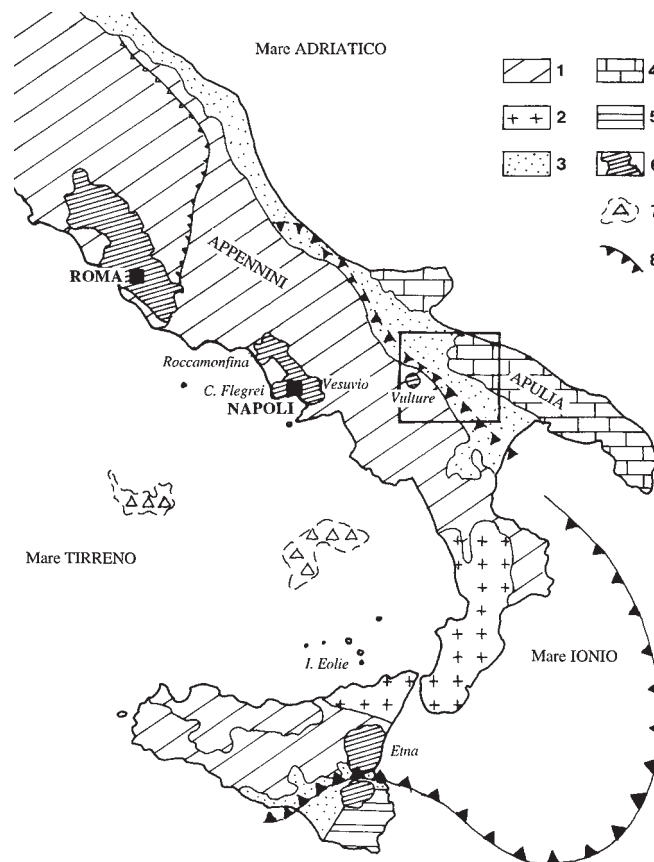 Mare ADRIATICO
1
4
2
5
3
6
7
8
APPENNINI
ROMA
Roccamonfina
C. Flegrei
Vesuvio
NAPOLI
Vulture
APULIA
Mare TIRRENO
I. Eolie
Mare IONIO
Etna